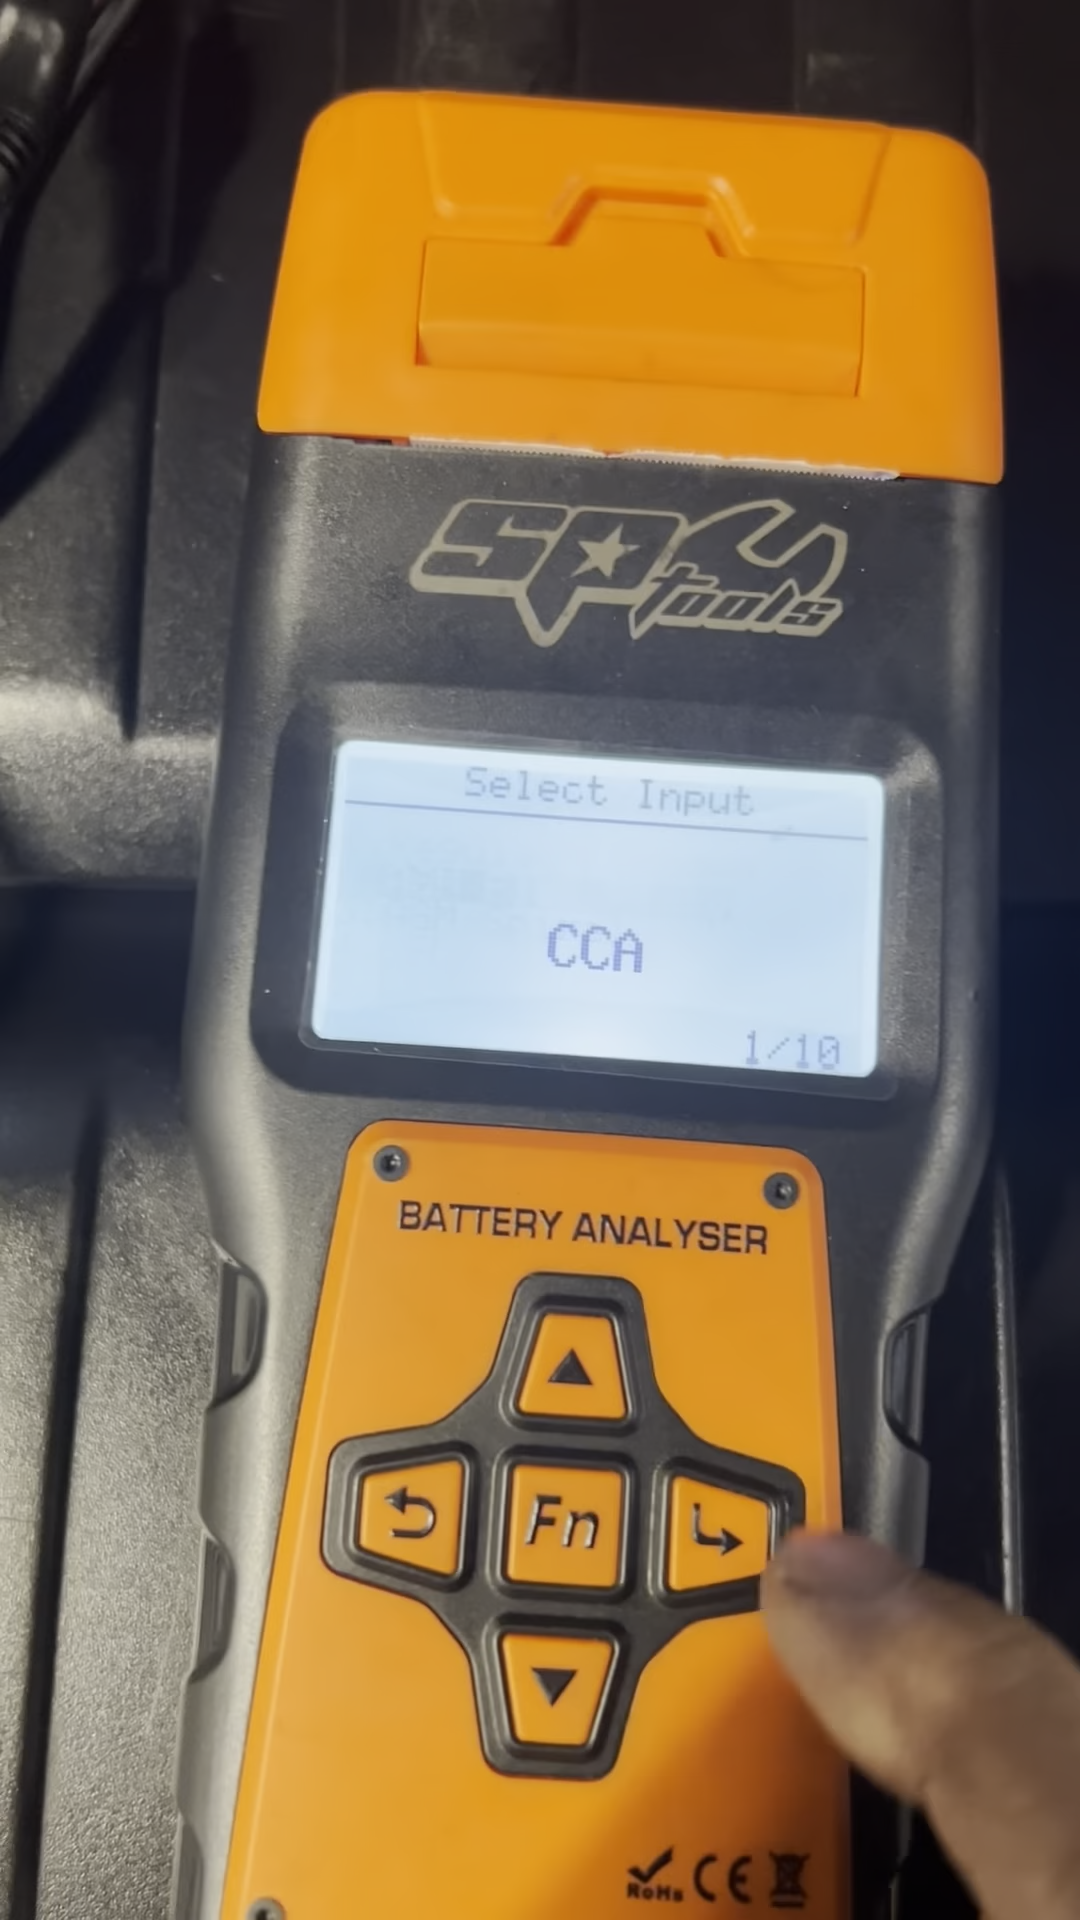 SP tools
Select Input
CCA
1/10
BATTERY ANALYSER
Fn
RoHS CE